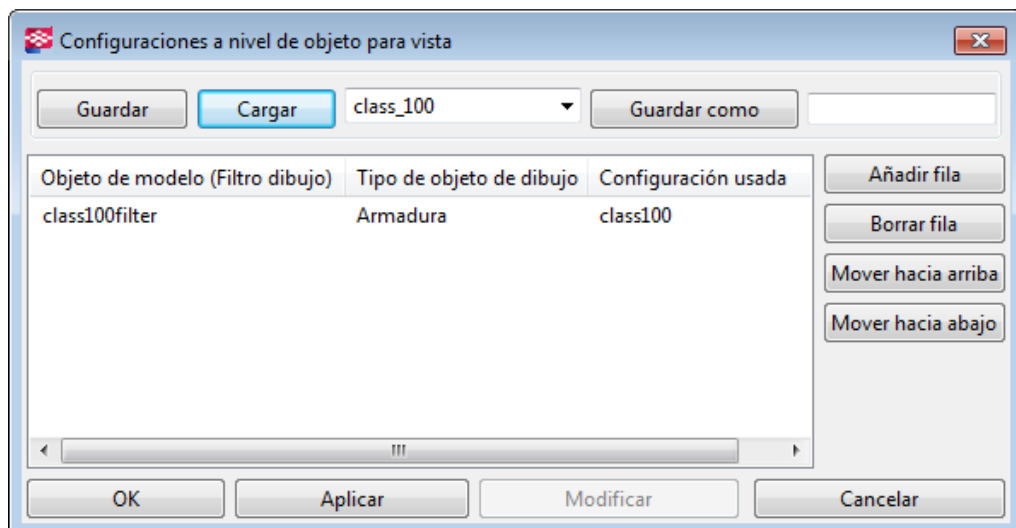 Configuraciones a nivel de objeto para vista
Guardar Cargar class_100 Guardar como
Objeto de modelo (Filtro dibujo) Tipo de objeto de dibujo Configuración usada Añadir fila
class100filter Armadura class100 Borrar fila
Mover hacia arriba
Mover hacia abajo
OK Aplicar Modificar Cancelar